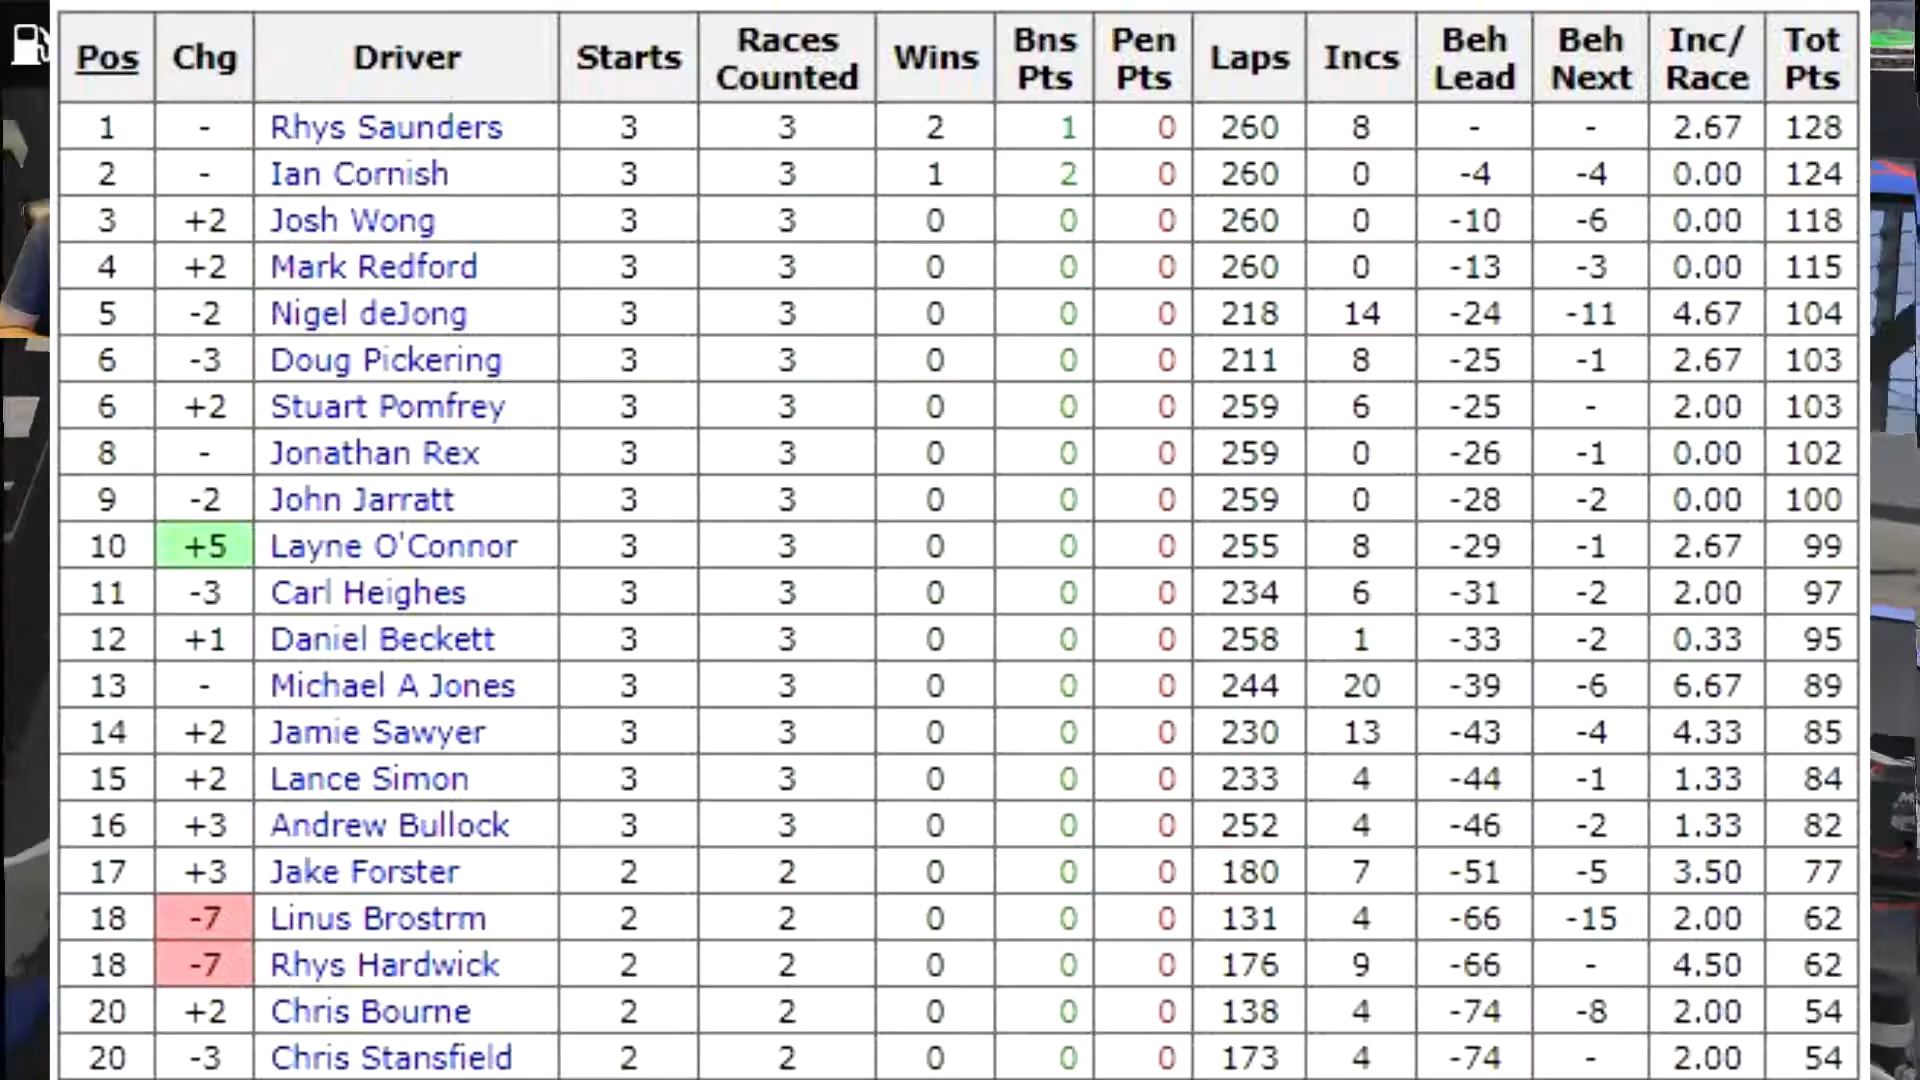 Pos Chg Driver Starts Races Counted Wins Bns Pts Pen Pts Laps Incs Beh Lead Beh Next Inc/ Race Tot Pts
1 - Rhys Saunders 3 3 2 1 0 260 8 - - 2.67 128
2 - Ian Cornish 3 3 1 2 0 260 0 -4 -4 0.00 124
3 +2 Josh Wong 3 3 0 0 0 260 0 -10 -6 0.00 118
4 +2 Mark Redford 3 3 0 0 0 260 0 -13 -3 0.00 115
5 -2 Nigel deJong 3 3 0 0 0 218 14 -24 -11 4.67 104
6 -3 Doug Pickering 3 3 0 0 0 211 8 -25 -1 2.67 103
6 +2 Stuart Pomfrey 3 3 0 0 0 259 6 -25 - 2.00 103
8 - Jonathan Rex 3 3 0 0 0 259 0 -26 -1 0.00 102
9 -2 John Jarratt 3 3 0 0 0 259 0 -28 -2 0.00 100
10 +5 Layne O'Connor 3 3 0 0 0 255 8 -29 -1 2.67 99
11 -3 Carl Heighes 3 3 0 0 0 234 6 -31 -2 2.00 97
12 +1 Daniel Beckett 3 3 0 0 0 258 1 -33 -2 0.33 95
13 - Michael A Jones 3 3 0 0 0 244 20 -39 -6 6.67 89
14 +2 Jamie Sawyer 3 3 0 0 0 230 13 -43 -4 4.33 85
15 +2 Lance Simon 3 3 0 0 0 233 4 -44 -1 1.33 84
16 +3 Andrew Bullock 3 3 0 0 0 252 4 -46 -2 1.33 82
17 +3 Jake Forster 2 2 0 0 0 180 7 -51 -5 3.50 77
18 -7 Linus Brostrm 2 2 0 0 0 131 4 -66 -15 2.00 62
18 -7 Rhys Hardwick 2 2 0 0 0 176 9 -66 - 4.50 62
20 +2 Chris Bourne 2 2 0 0 0 138 4 -74 -8 2.00 54
20 -3 Chris Stansfield 2 2 0 0 0 173 4 -74 - 2.00 54